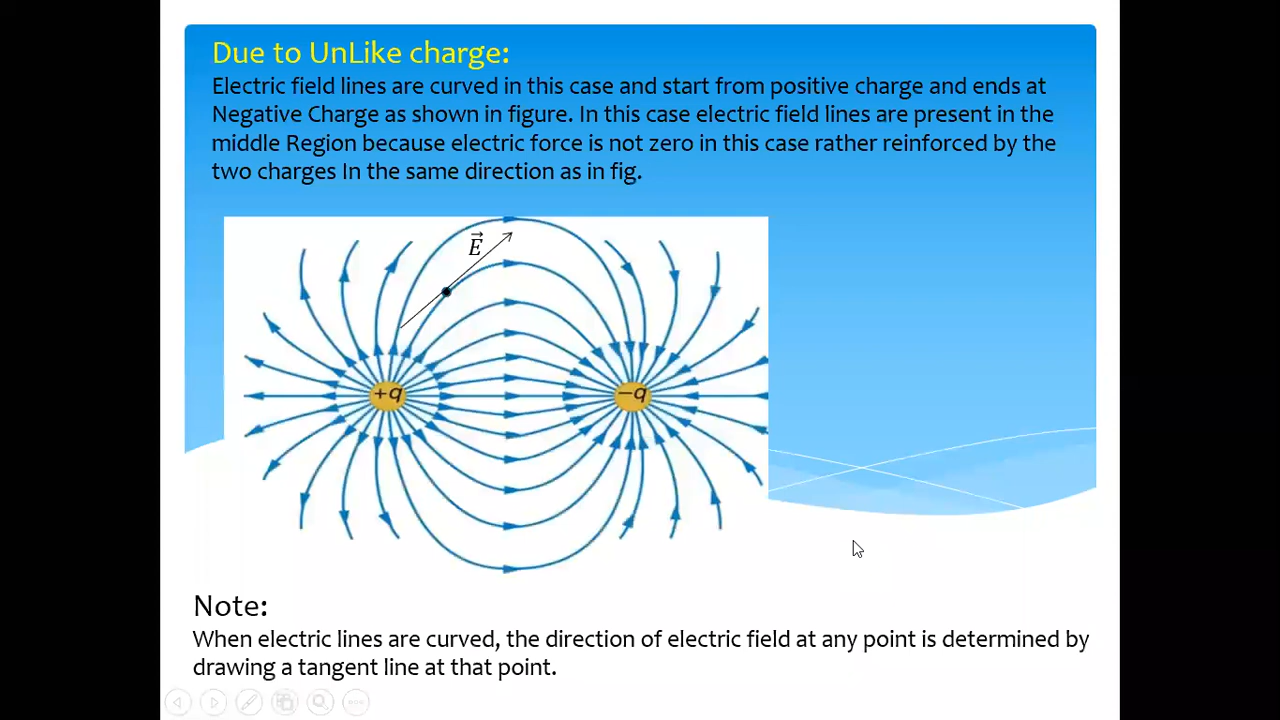 Due to UnLike charge:
Electric field lines are curved in this case and start from positive charge and ends at
Negative Charge as shown in figure. In this case electric field lines are present in the
middle Region because electric force is not zero in this case rather reinforced by the
two charges In the same direction as in fig.
E⃗
+q
−q
Note:
When electric lines are curved, the direction of electric field at any point is determined by
drawing a tangent line at that point.